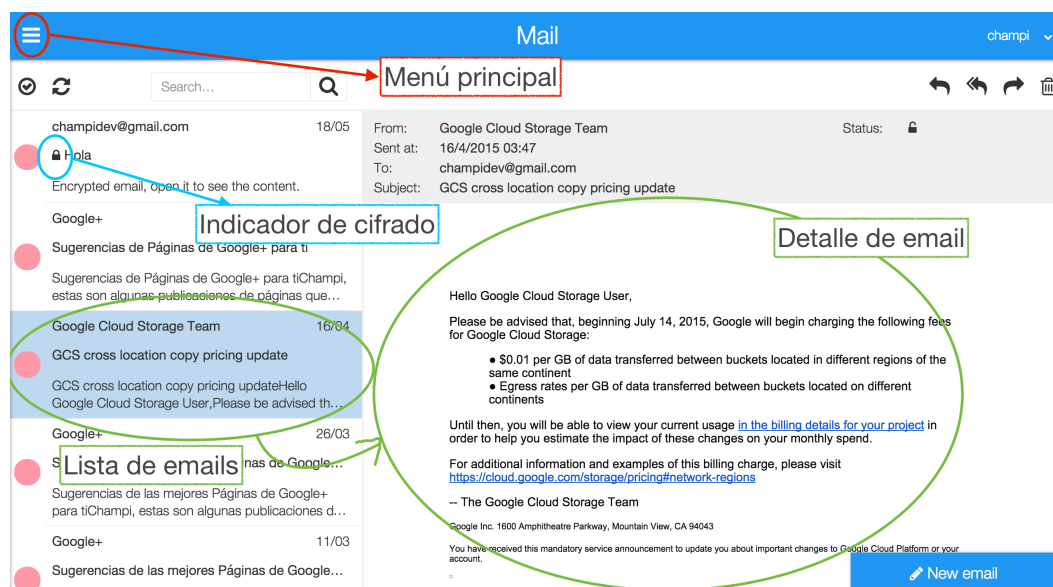 Mail
champi
Menú principal
Search...
champidev@gmail.com 18/05
Hola
Encrypted email, open it to see the content.
Indicador de cifrado
Google+
Sugerencias de Páginas de Google+ para ti
Sugerencias de Páginas de Google+ para tiChampi,
estas son algunas publicaciones de páginas que...
Google Cloud Storage Team 16/04
GCS cross location copy pricing update
GCS cross location copy pricing updateHello
Google Cloud Storage User,Please be advised th...
Google+ 26/03
Lista de emails
nas de Google...
Sugerencias de las mejores Páginas de Google+
para tiChampi, estas son algunas publicaciones d...
Google+ 11/03
Sugerencias de las mejores Páginas de Google...
From: Google Cloud Storage Team Status:
Sent at: 16/4/2015 03:47
To: champidev@gmail.com
Subject: GCS cross location copy pricing update
Detalle de email
Hello Google Cloud Storage User,
Please be advised that, beginning July 14, 2015, Google will begin charging the following fees
for Google Cloud Storage:
● $0.01 per GB of data transferred between buckets located in different regions of the
same continent
● Egress rates per GB of data transferred between buckets located on different
continents
Until then, you will be able to view your current usage in the billing details for your project in
order to help you estimate the impact of these changes on your monthly spend.
For additional information and examples of this billing charge, please visit
https://cloud.google.com/storage/pricing#network-regions
-- The Google Cloud Storage Team
Google Inc. 1600 Amphitheatre Parkway, Mountain View, CA 94043
You have received this mandatory service announcement to update you about important changes to Google Cloud Platform or your
account.
New email